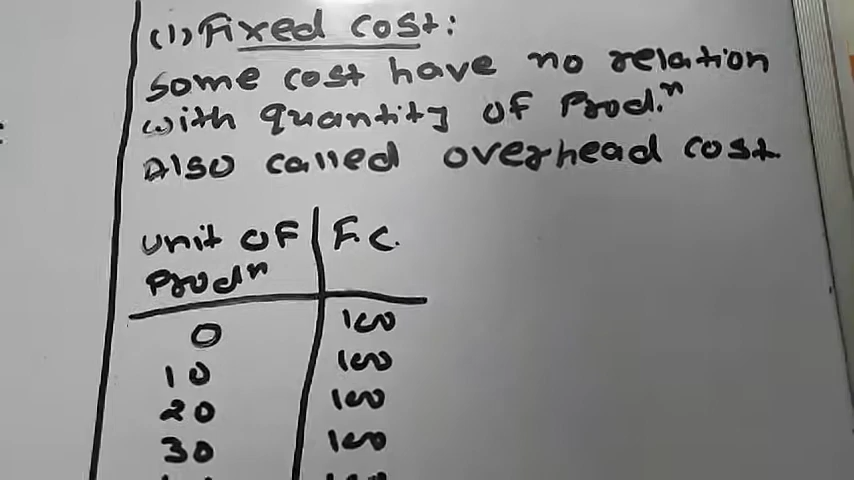 (1) Fixed cost:
some cost have no relation
with quantity of Prod.ⁿ
Also called overhead cost.
unit of Prodⁿ | F.C.
0 | 100
10 | 100
20 | 100
30 | 100